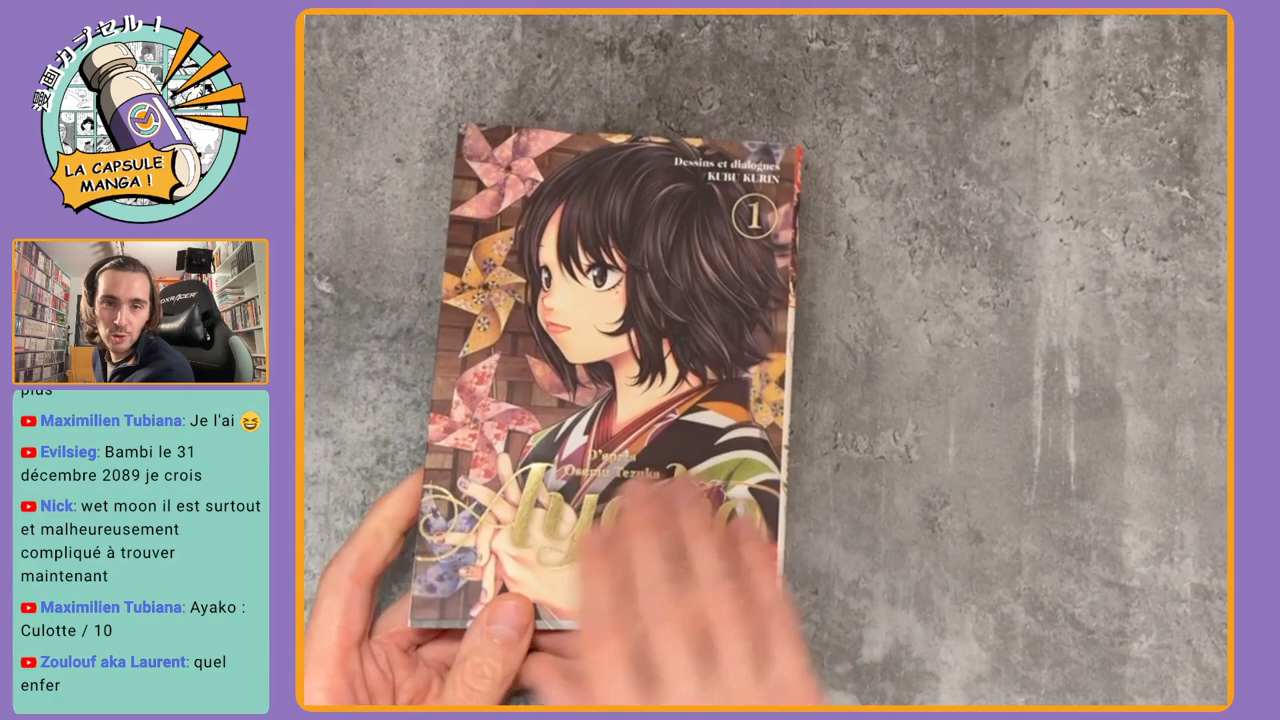 漫画カプセル！
LA CAPSULE
MANGA !
DXRACER
Dessins et dialogues
KUBU KURIN
1
D'après
Osamu Tezuka
plus
Maximilien Tubiana: Je l'ai 😆
Evilsieg: Bambi le 31
décembre 2089 je crois
Nick: wet moon il est surtout
et malheureusement
compliqué à trouver
maintenant
Maximilien Tubiana: Ayako :
Culotte / 10
Zoulouf aka Laurent: quel
enfer